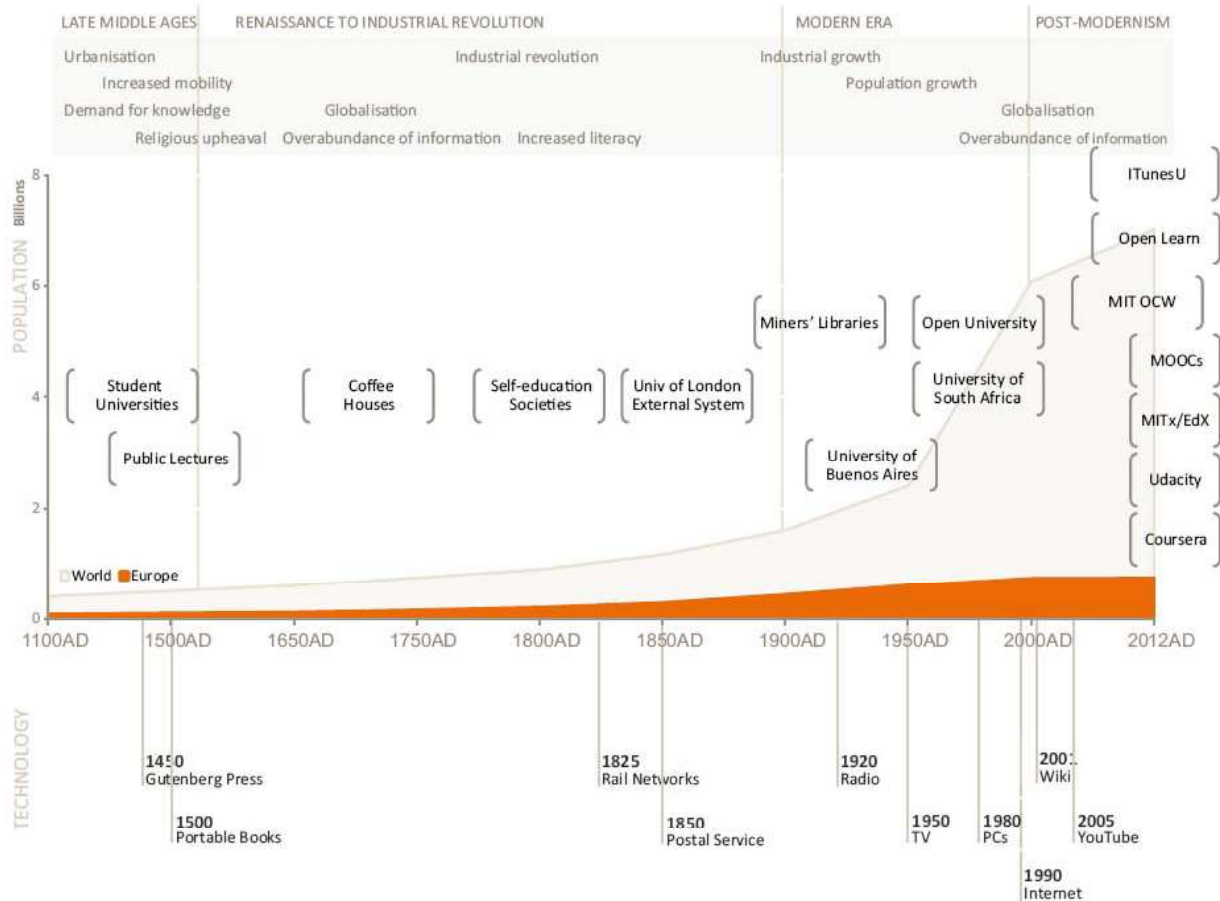 LATE MIDDLE AGES
RENAISSANCE TO INDUSTRIAL REVOLUTION
MODERN ERA
POST-MODERNISM
Urbanisation
Industrial revolution
Industrial growth
Increased mobility
Population growth
Demand for knowledge
Globalisation
Globalisation
Religious upheaval
Overabundance of information
Increased literacy
Overabundance of information
POPULATION Billions
8
6
4
2
0
ITunesU
Open Learn
MIT OCW
Miners' Libraries
Open University
MOOCs
Student
Universities
Coffee
Houses
Self-education
Societies
Univ of London
External System
University of
South Africa
MITx/EdX
Public Lectures
University of
Buenos Aires
Udacity
Coursera
World
Europe
1100AD
1500AD
1650AD
1750AD
1800AD
1850AD
1900AD
1950AD
2000AD
2012AD
TECHNOLOGY
1450
Gutenberg Press
1825
Rail Networks
1920
Radio
2001
Wiki
1500
Portable Books
1850
Postal Service
1950
TV
1980
PCs
2005
YouTube
1990
Internet